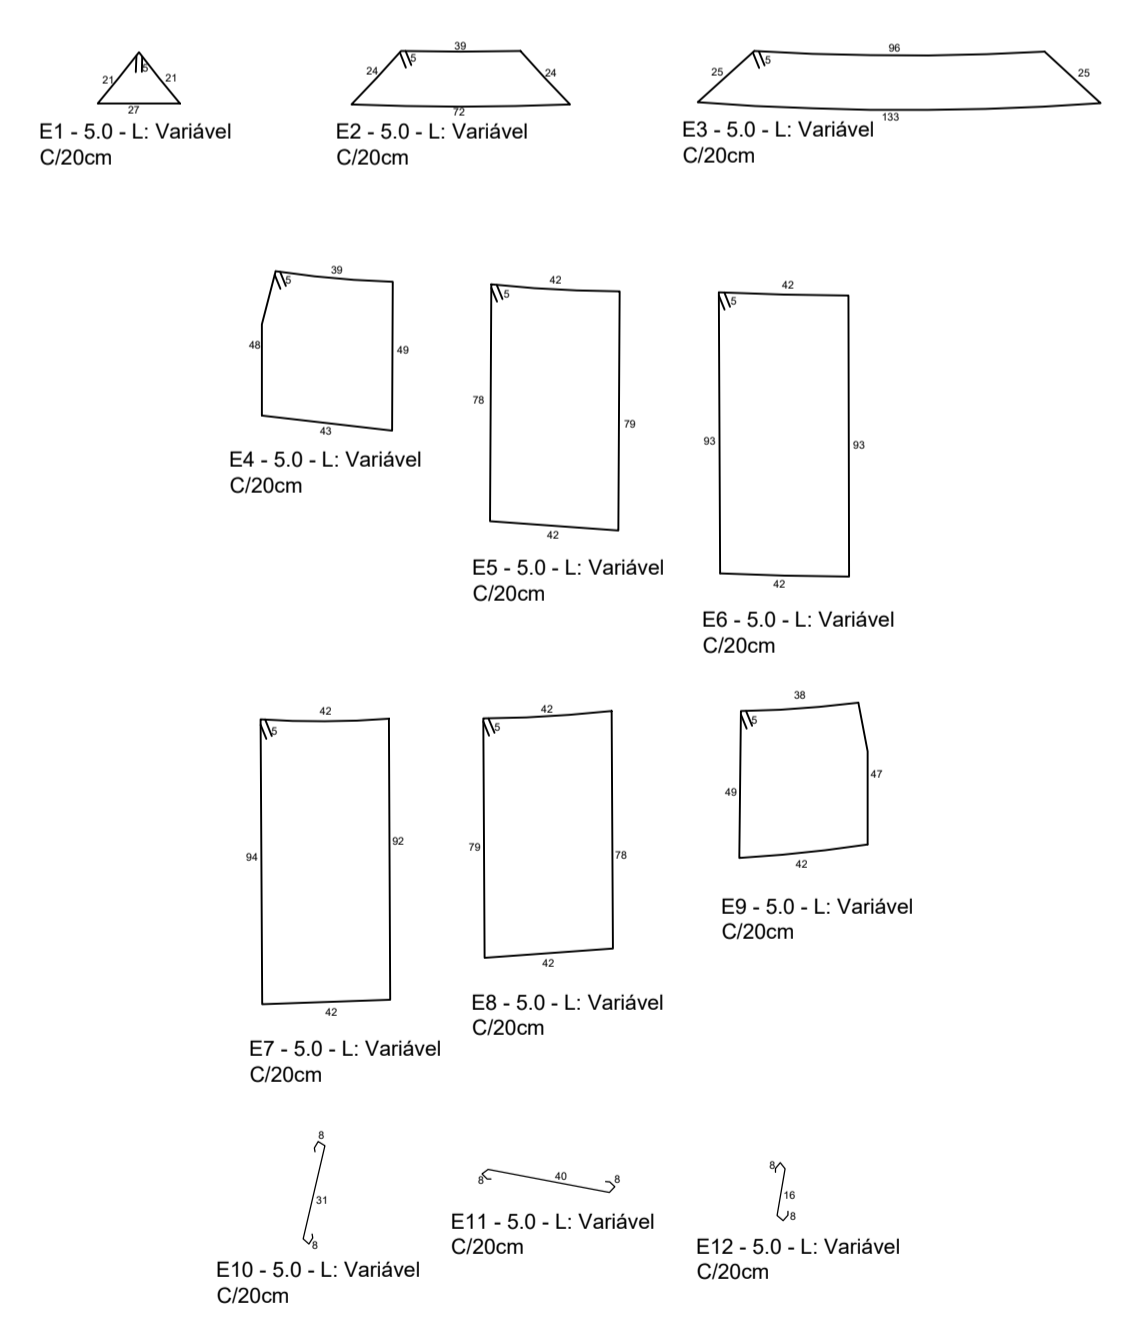 5
21
21
27
E1 - 5.0 - L: Variável
C/20cm
39
5
24
24
72
E2 - 5.0 - L: Variável
C/20cm
96
5
25
25
133
E3 - 5.0 - L: Variável
C/20cm
39
5
48
49
43
E4 - 5.0 - L: Variável
C/20cm
42
5
78
79
42
E5 - 5.0 - L: Variável
C/20cm
42
5
93
93
42
E6 - 5.0 - L: Variável
C/20cm
42
5
94
92
42
E7 - 5.0 - L: Variável
C/20cm
42
5
79
78
42
E8 - 5.0 - L: Variável
C/20cm
38
5
49
47
42
E9 - 5.0 - L: Variável
C/20cm
8
31
8
E10 - 5.0 - L: Variável
C/20cm
8
40
8
E11 - 5.0 - L: Variável
C/20cm
8
16
8
E12 - 5.0 - L: Variável
C/20cm